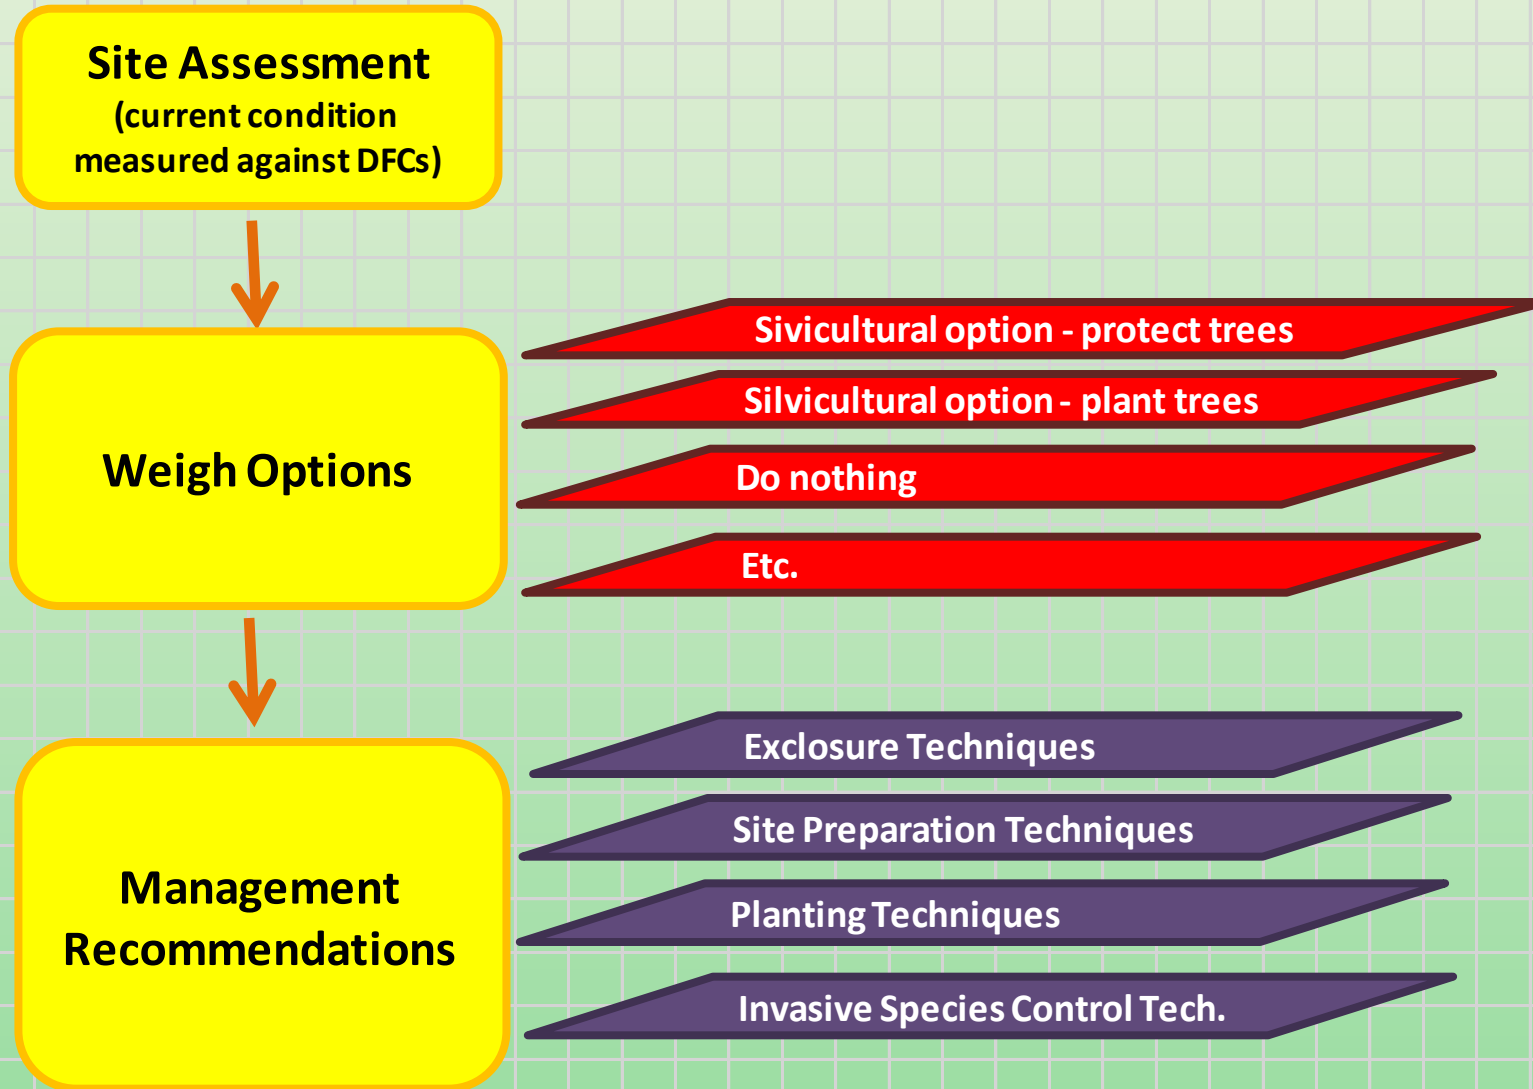 Site Assessment
(current condition
measured against DFCs)
Sivicultural option - protect trees
Silvicultural option - plant trees
Weigh Options
Do nothing
Etc.
Exclosure Techniques
Site Preparation Techniques
Management
Recommendations
Planting Techniques
Invasive Species Control Tech.